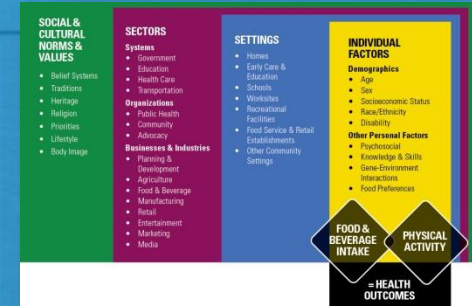 SOCIAL &
CULTURAL
NORMS &
VALUES
• Belief Systems
• Traditions
• Heritage
• Religion
• Priorities
• Lifestyle
• Body Image
SECTORS
Systems
• Government
• Education
• Health Care
• Transportation
Organizations
• Public Health
• Community
• Advocacy
Businesses & Industries
• Planning &
Development
• Agriculture
• Food & Beverage
• Manufacturing
• Retail
• Entertainment
• Marketing
• Media
SETTINGS
• Homes
• Early Care &
Education
• Schools
• Worksites
• Recreational
Facilities
• Food Service & Retail
Establishments
• Other Community
Settings
INDIVIDUAL
FACTORS
Demographics
• Age
• Sex
• Socioeconomic Status
• Race/Ethnicity
• Disability
Other Personal Factors
• Psychosocial
• Knowledge & Skills
• Gene-Environment
Interactions
• Food Preferences
FOOD &
BEVERAGE
INTAKE
PHYSICAL
ACTIVITY
= HEALTH
OUTCOMES